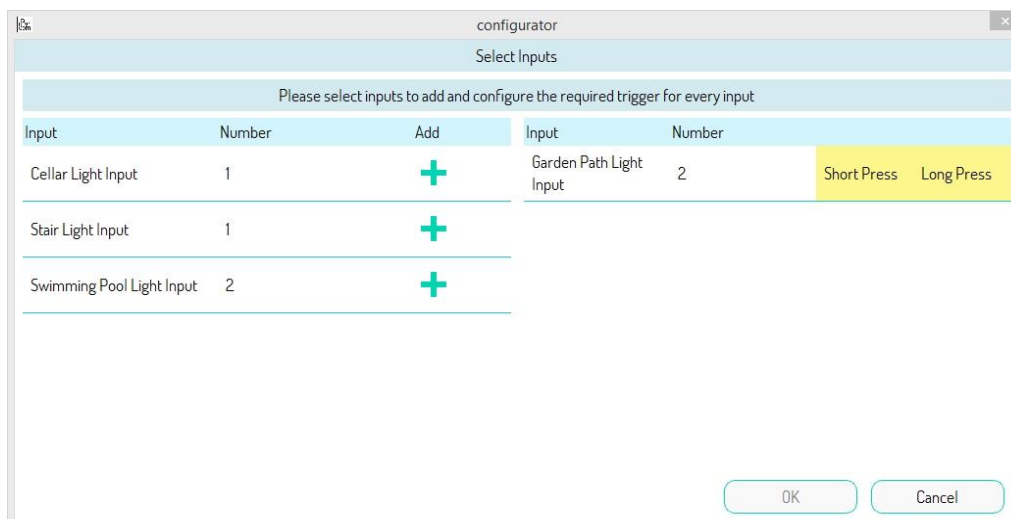 configurator
Select Inputs
Please select inputs to add and configure the required trigger for every input
Input Number Add
Cellar Light Input 1
Stair Light Input 1
Swimming Pool Light Input 2
Input Number
Garden Path Light
Input
2
Short Press Long Press
OK Cancel